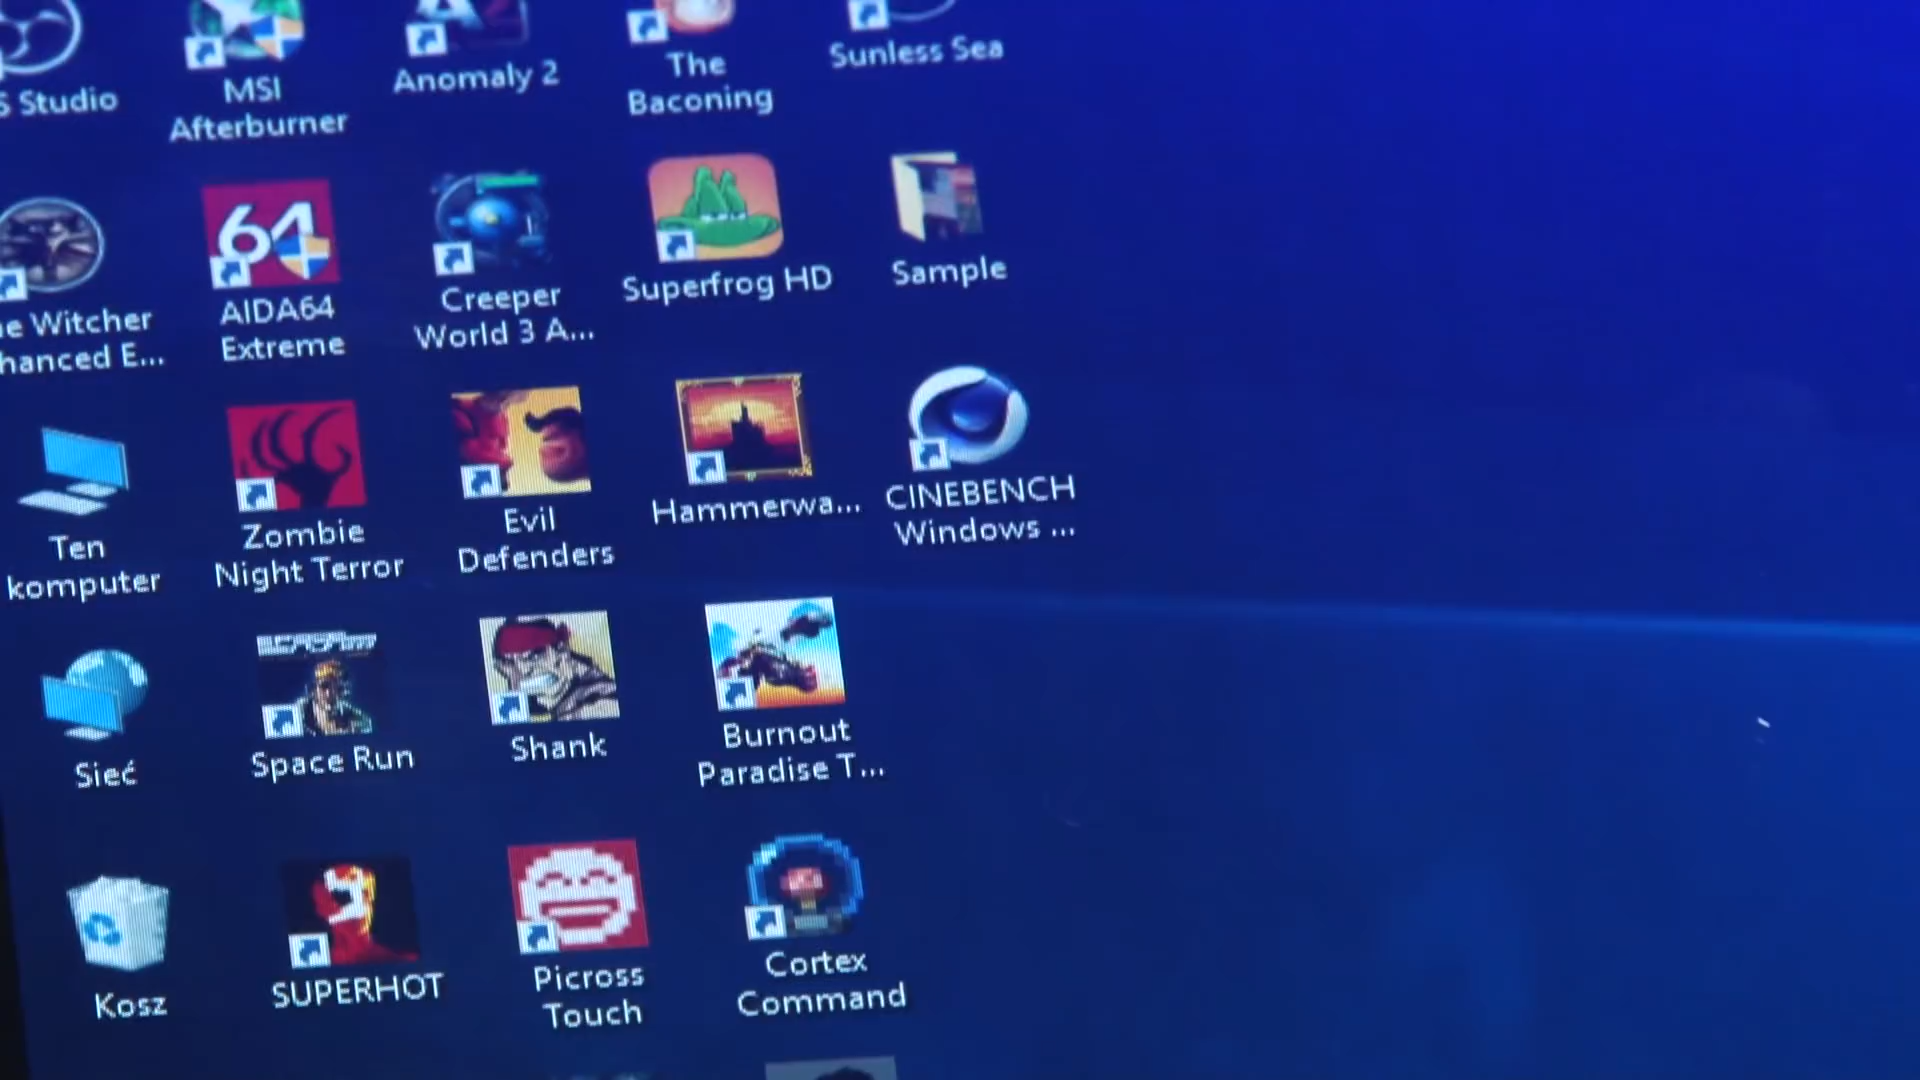 S Studio
MSI
Afterburner
Anomaly 2
The
Baconing
Sunless Sea
e Witcher
hanced E...
64
AIDA64
Extreme
Creeper
World 3 A...
Superfrog HD
Sample
Ten
komputer
Zombie
Night Terror
Evil
Defenders
Hammerwa...
CINEBENCH
Windows ...
Sieć
Space Run
Shank
Burnout
Paradise T...
Kosz
SUPERHOT
Picross
Touch
Cortex
Command